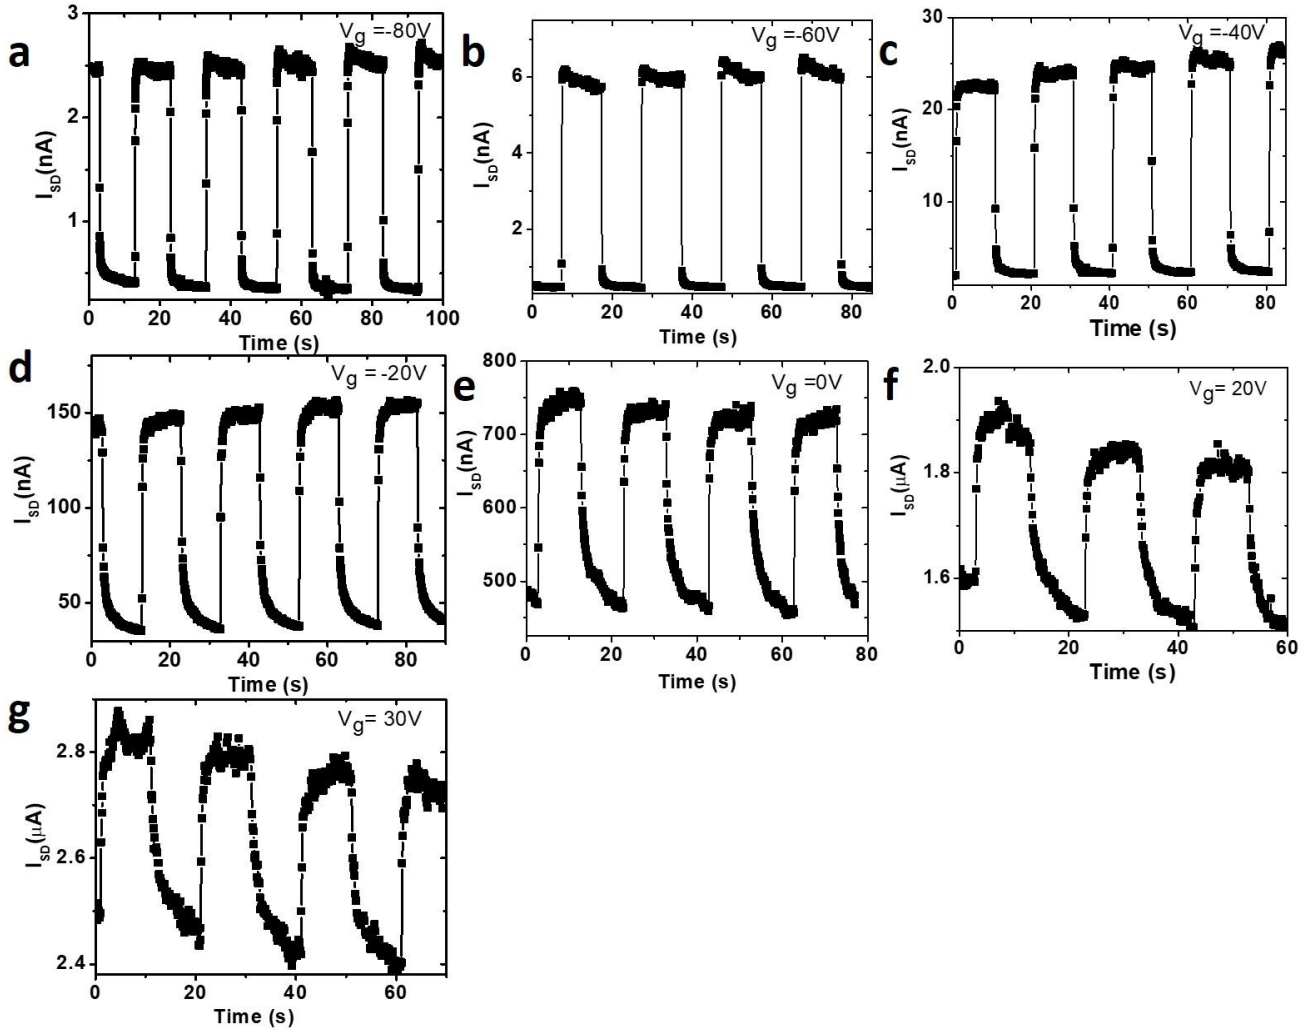 a
V_g =-80V
3
2
1
I_SD(nA)
0 20 40 60 80 100
Time (s)
b
V_g =-60V
6
4
2
I_SD(nA)
0 20 40 60 80
Time (s)
c
V_g =-40V
30
20
10
I_SD(nA)
0 20 40 60 80
Time (s)
d
V_g =-20V
150
100
50
I_SD(nA)
0 20 40 60 80
Time (s)
e
V_g =0V
800
700
600
500
I_SD(nA)
0 20 40 60 80
Time (s)
f
V_g= 20V
2.0
1.8
1.6
I_SD(μA)
0 20 40 60
Time (s)
g
V_g= 30V
2.8
2.6
2.4
I_SD(μA)
0 20 40 60
Time (s)